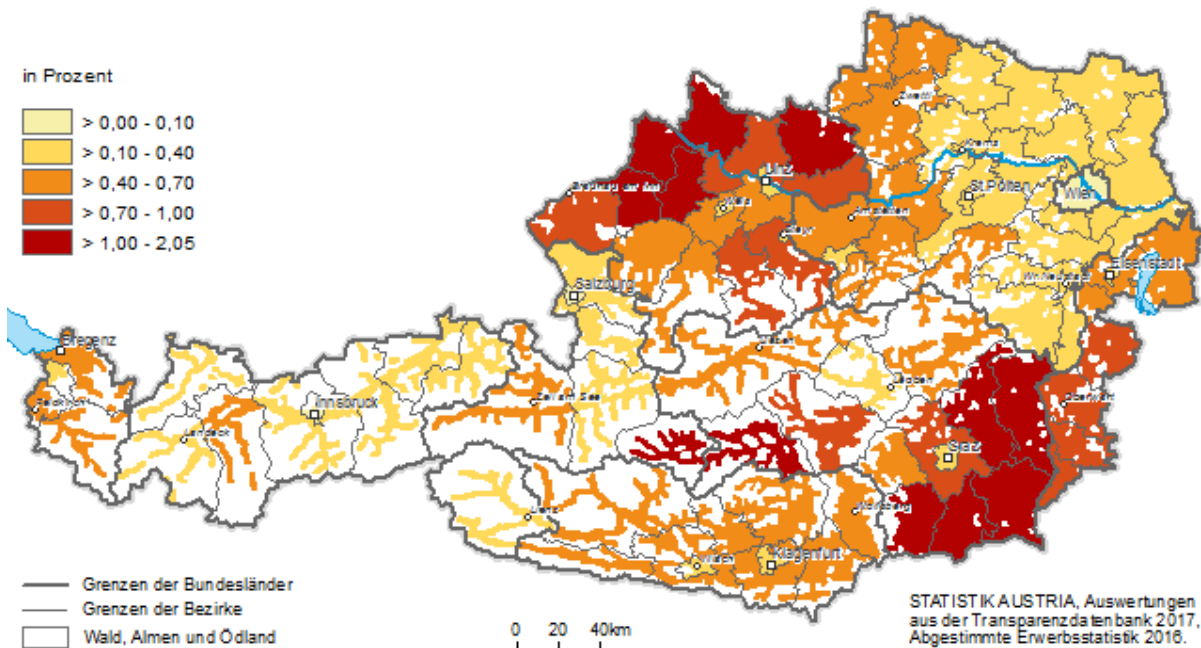 in Prozent
> 0,00 - 0,10
> 0,10 - 0,40
> 0,40 - 0,70
> 0,70 - 1,00
> 1,00 - 2,05
Zwettl
Krems
Linz
St.Pölten
Wien
Wels
Amstetten
Steyr
Eisenstadt
Salzburg
Bregenz
Liezen
Leoben
Oberwart
Innsbruck
Zell am See
Feldkirch
Landeck
Lienz
Wolfsberg
Villach
Klagenfurt
Grenzen der Bundesländer
Grenzen der Bezirke
Wald, Almen und Ödland
0 20 40km
STATISTIK AUSTRIA, Auswertungen
aus der Transparenzdatenbank 2017,
Abgestimmte Erwerbsstatistik 2016.